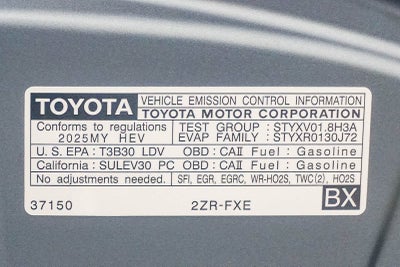 TOYOTA VEHICLE EMISSION CONTROL INFORMATION
TOYOTA MOTOR CORPORATION
Conforms to regulations TEST GROUP : STYXV01.8H3A
2025MY HEV EVAP FAMILY : STYXR0130J72
U. S. EPA : T3B30 LDV OBD : CAII Fuel : Gasoline
California : SULEV30 PC OBD : CAII Fuel : Gasoline
No adjustments needed. SFI, EGR, EGRC, WR-HO2S, TWC(2), HO2S
37150 2ZR-FXE BX